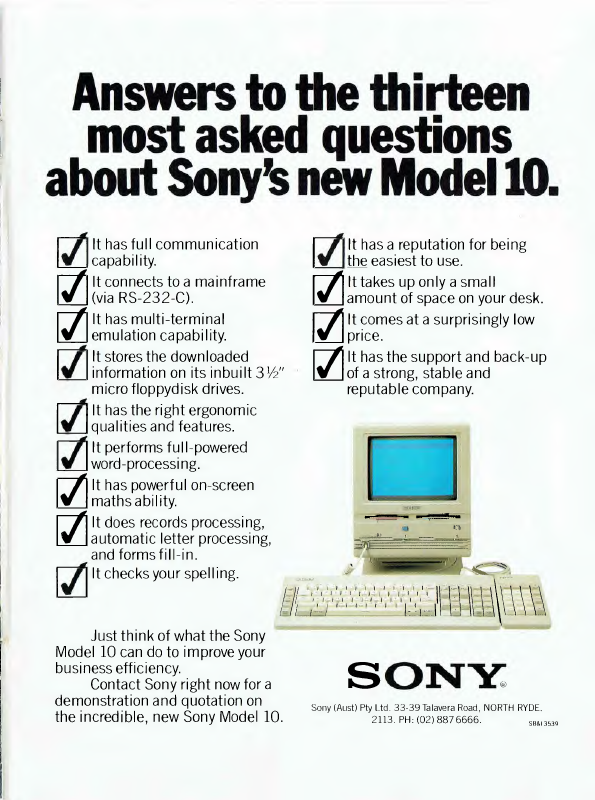 Answers to the thirteen
most asked questions
about Sony's new Model 10.
It has full communication
capability.
It connects to a mainframe
(via RS-232-C).
It has multi-terminal
emulation capability.
It stores the downloaded
information on its inbuilt 3½"
micro floppydisk drives.
It has the right ergonomic
qualities and features.
It performs full-powered
word-processing.
It has powerful on-screen
maths ability.
It does records processing,
automatic letter processing,
and forms fill-in.
It checks your spelling.
It has a reputation for being
the easiest to use.
It takes up only a small
amount of space on your desk.
It comes at a surprisingly low
price.
It has the support and back-up
of a strong, stable and
reputable company.
Just think of what the Sony
Model 10 can do to improve your
business efficiency.
Contact Sony right now for a
demonstration and quotation on
the incredible, new Sony Model 10.
SONY®
Sony (Aust) Pty Ltd. 33-39 Talavera Road, NORTH RYDE.
2113. PH: (02) 887 6666.